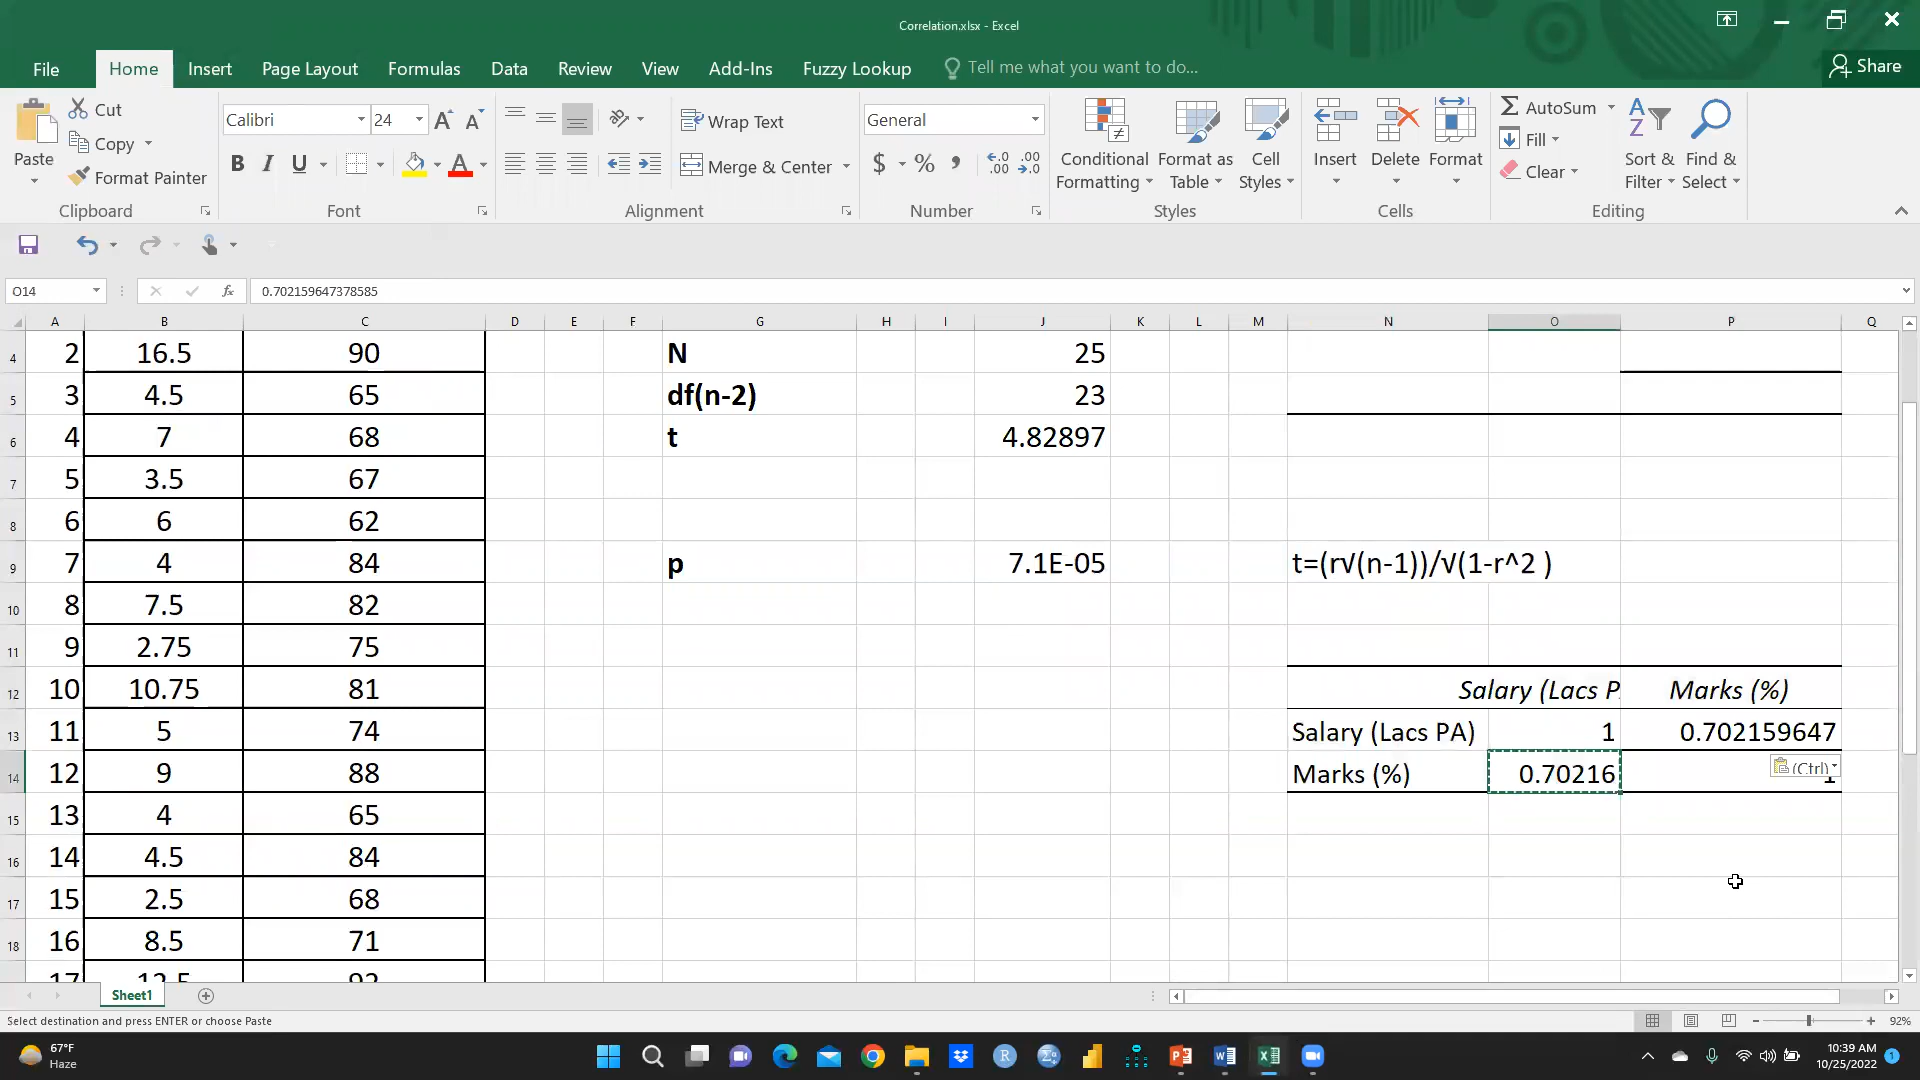 Correlation.xlsx - Excel
File Home Insert Page Layout Formulas Data Review View Add-Ins Fuzzy Lookup Tell me what you want to do... Share
Cut
Copy
Format Painter
Paste
Clipboard
Calibri 24
B I U
Font
Wrap Text
Merge & Center
Alignment
General
$ % ,
Number
Conditional Formatting
Format as Table
Cell Styles
Styles
Insert Delete Format
Cells
AutoSum
Fill
Clear
Sort & Filter
Find & Select
Editing
O14 fx 0.702159647378585
A B C D E F G H I J K L M N O P Q
4 2 16.5 90 N 25
5 3 4.5 65 df(n-2) 23
6 4 7 68 t 4.82897
7 5 3.5 67
8 6 6 62
9 7 4 84 p 7.1E-05 t=(r√(n-1))/√(1-r^2 )
10 8 7.5 82
11 9 2.75 75
12 10 10.75 81 Salary (Lacs P Marks (%)
13 11 5 74 Salary (Lacs PA) 1 0.702159647
14 12 9 88 Marks (%) 0.70216 1
(Ctrl)
15 13 4 65
16 14 4.5 84
17 15 2.5 68
18 16 8.5 71
17 12.5 92
Sheet1
Select destination and press ENTER or choose Paste 92%
67°F
Haze
10:39 AM
10/25/2022
1